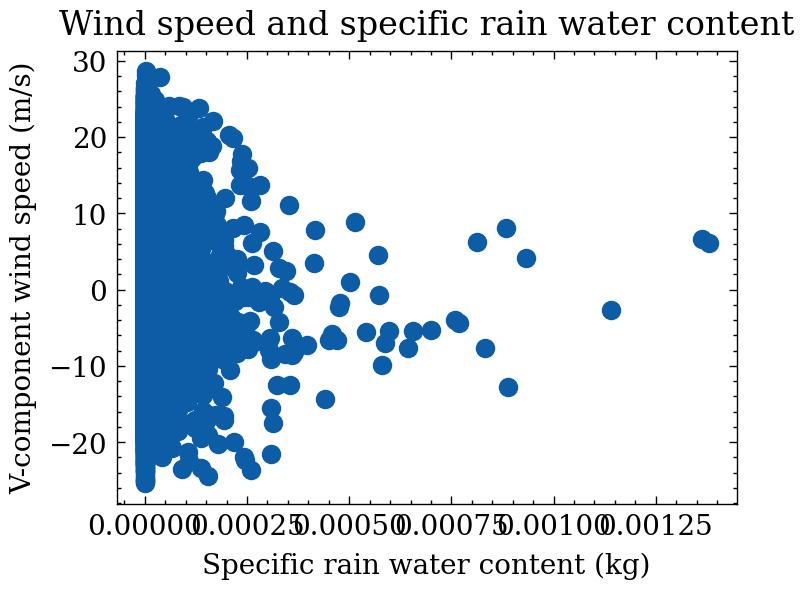 Wind speed and specific rain water content
V-component wind speed (m/s)
30
20
10
0
−10
−20
0.00000 0.00025 0.00050 0.00075 0.00100 0.00125
Specific rain water content (kg)